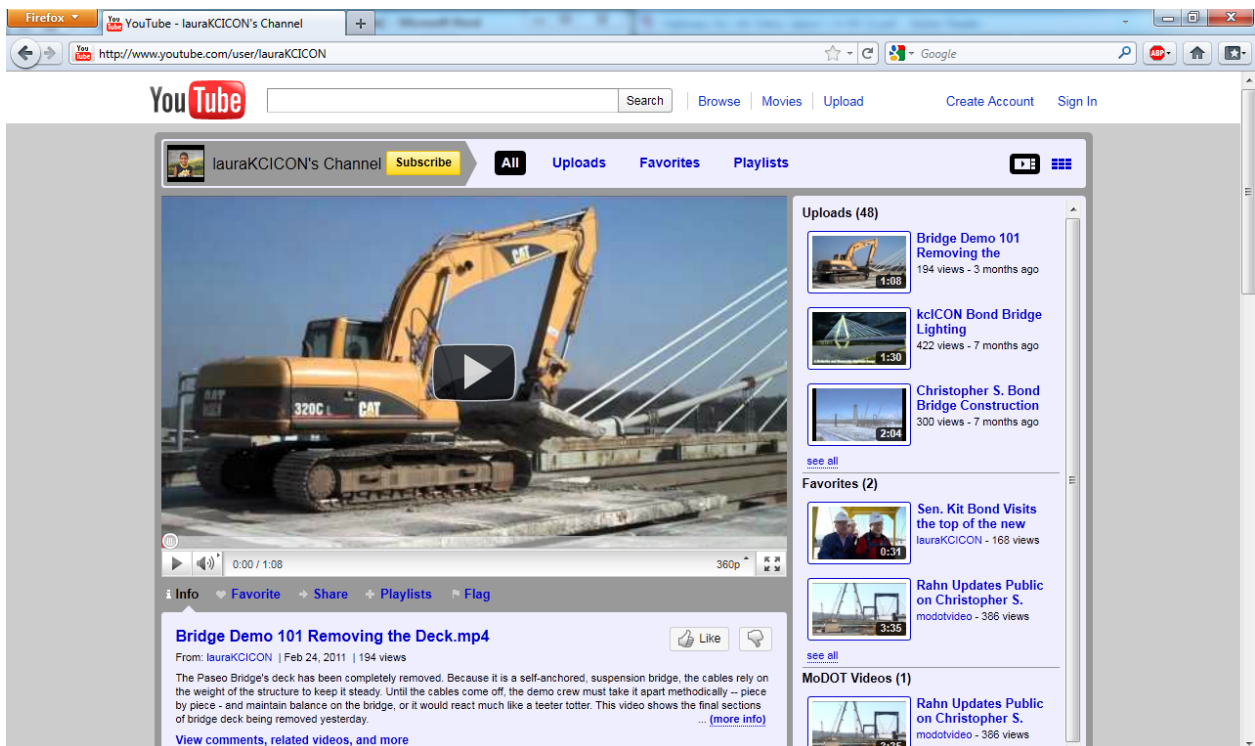 Firefox
YouTube - lauraKCICON's Channel
http://www.youtube.com/user/lauraKCICON
Google
ABP
You Tube
Search
Browse
Movies
Upload
Create Account
Sign In
lauraKCICON's Channel
Subscribe
All
Uploads
Favorites
Playlists
CAT
320C L
CAT
0:00 / 1:08
360p
Info
Favorite
Share
Playlists
Flag
Bridge Demo 101 Removing the Deck.mp4
Like
From: lauraKCICON | Feb 24, 2011 | 194 views
The Paseo Bridge's deck has been completely removed. Because it is a self-anchored, suspension bridge, the cables rely on
the weight of the structure to keep it steady. Until the cables come off, the demo crew must take it apart methodically -- piece
by piece - and maintain balance on the bridge, or it would react much like a teeter totter. This video shows the final sections
of bridge deck being removed yesterday.
... (more info)
View comments, related videos, and more
Uploads (48)
Bridge Demo 101
Removing the
194 views - 3 months ago
1:08
kcICON Bond Bridge
Lighting
422 views - 7 months ago
1:30
Christopher S. Bond
Bridge Construction
300 views - 7 months ago
2:04
see all
Favorites (2)
Sen. Kit Bond Visits
the top of the new
lauraKCICON - 168 views
0:31
Rahn Updates Public
on Christopher S.
modotvideo - 386 views
3:35
see all
MoDOT Videos (1)
Rahn Updates Public
on Christopher S.
modotvideo - 386 views
3:35